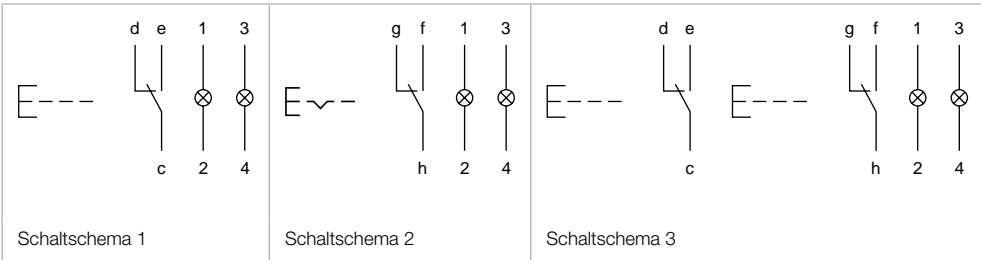 d e 1 3 g f 1 3 d e g f 1 3
c 2 4 h 2 4 c h 2 4
Schaltschema 1 Schaltschema 2 Schaltschema 3